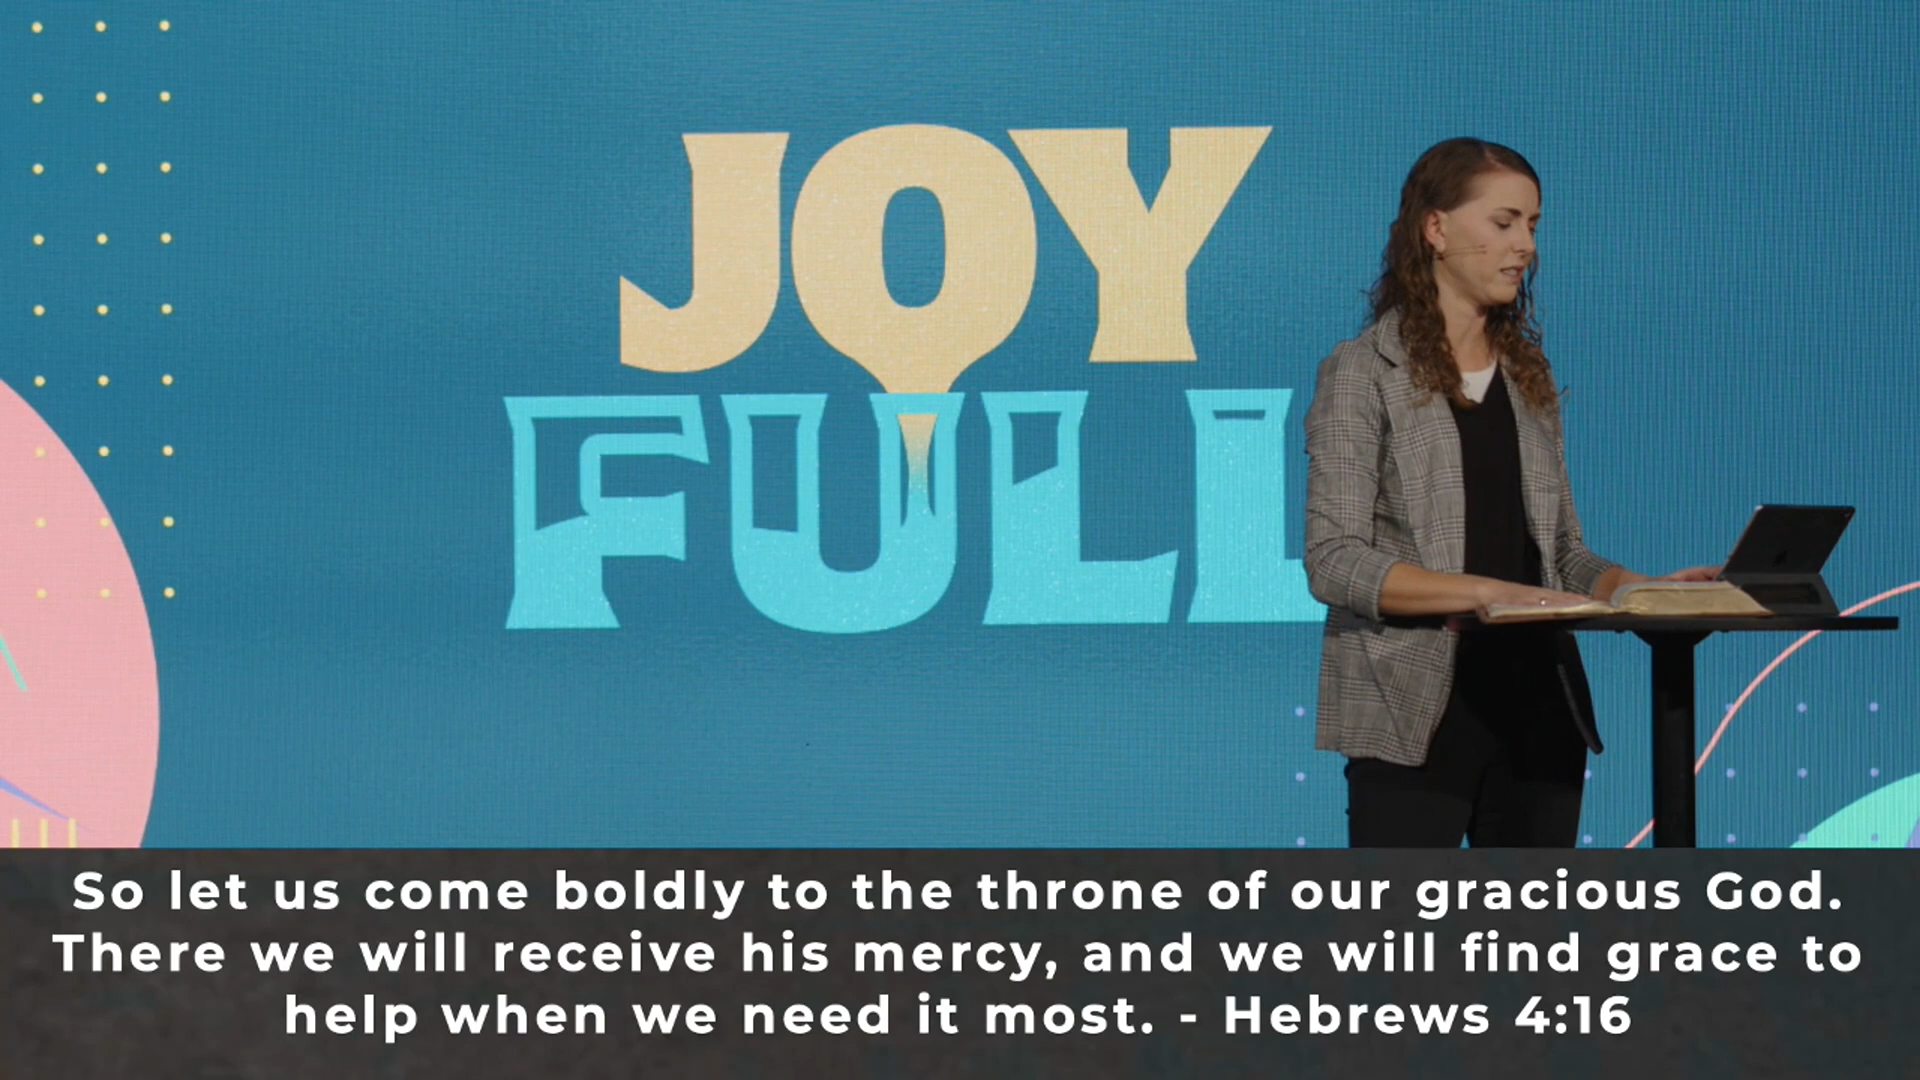 JOY
FULL
So let us come boldly to the throne of our gracious God.
There we will receive his mercy, and we will find grace to
help when we need it most. - Hebrews 4:16